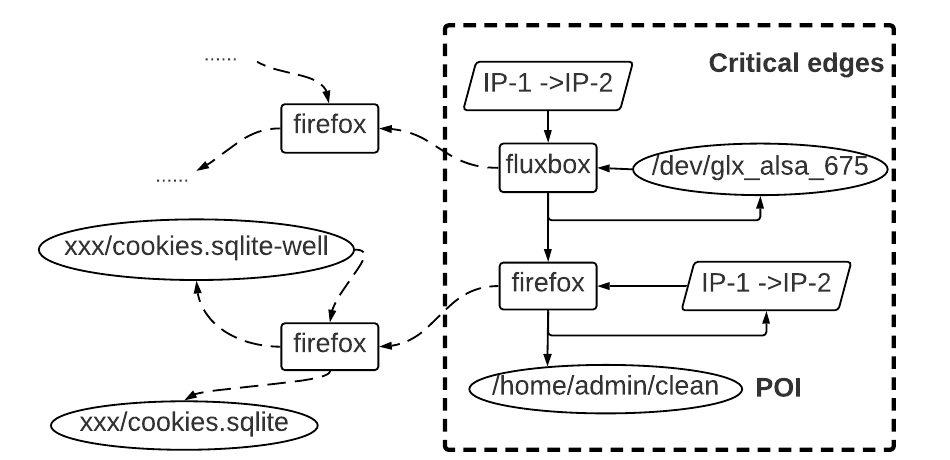 ......
Critical edges
IP-1 ->IP-2
firefox
fluxbox
/dev/glx_alsa_675
......
xxx/cookies.sqlite-well
firefox
IP-1 ->IP-2
firefox
/home/admin/clean
POI
xxx/cookies.sqlite